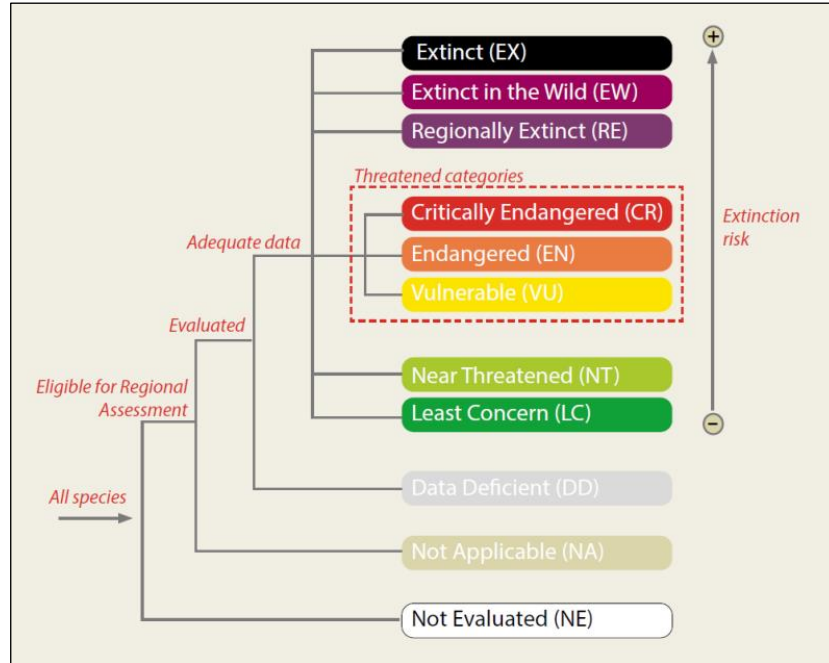 Extinct (EX)
Extinct in the Wild (EW)
Regionally Extinct (RE)
Threatened categories
Critically Endangered (CR)
Endangered (EN)
Vulnerable (VU)
Adequate data
Extinction
risk
Evaluated
Near Threatened (NT)
Eligible for Regional
Assessment
Least Concern (LC)
Data Deficient (DD)
All species
Not Applicable (NA)
Not Evaluated (NE)
+
−